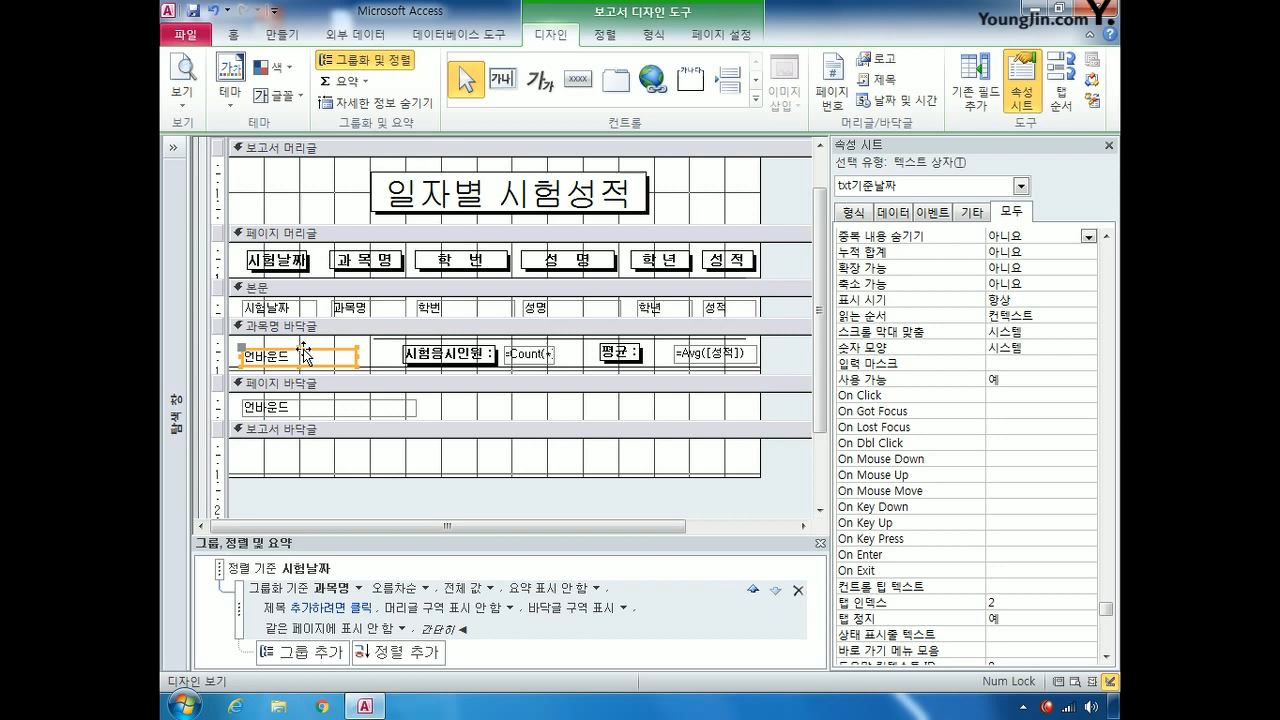 Microsoft Access
보고서 디자인 도구
YoungJin.com Y.
파일 홈 만들기 외부 데이터 데이터베이스 도구 디자인 정렬 형식 페이지 설정
보기
테마
색
글꼴
그룹화 및 정렬
Σ 요약
자세한 정보 숨기기
이미지 삽입
페이지 번호
로고
제목
날짜 및 시간
기존 필드 추가
속성 시트
탭 순서
보기 테마 그룹화 및 요약 컨트롤 머리글/바닥글 도구
탐색 창
보고서 머리글
일자별 시험성적
페이지 머리글
시험날짜 과 목 명 학 번 성 명 학 년 성 적
본문
시험날짜 과목명 학번 성명 학년 성적
과목명 바닥글
언바운드 시험응시인원 : =Count(* 평균 : =Avg([성적])
페이지 바닥글
언바운드
보고서 바닥글
그룹, 정렬 및 요약
정렬 기준 시험날짜
그룹화 기준 과목명 오름차순 , 전체 값 , 요약 표시 안 함 ,
제목 추가하려면 클릭, 머리글 구역 표시 안 함 , 바닥글 구역 표시 ,
같은 페이지에 표시 안 함 , 간단히
그룹 추가 정렬 추가
속성 시트
선택 유형: 텍스트 상자(I)
txt기준날짜
형식 데이터 이벤트 기타 모두
중복 내용 숨기기 아니요
누적 합계 아니요
확장 가능 아니요
축소 가능 아니요
표시 시기 항상
읽는 순서 컨텍스트
스크롤 막대 맞춤 시스템
숫자 모양 시스템
입력 마스크
사용 가능 예
On Click
On Got Focus
On Lost Focus
On Dbl Click
On Mouse Down
On Mouse Up
On Mouse Move
On Key Down
On Key Up
On Key Press
On Enter
On Exit
컨트롤 팁 텍스트
탭 인덱스 2
탭 정지 예
상태 표시줄 텍스트
바로 가기 메뉴 모음
디자인 보기
Num Lock